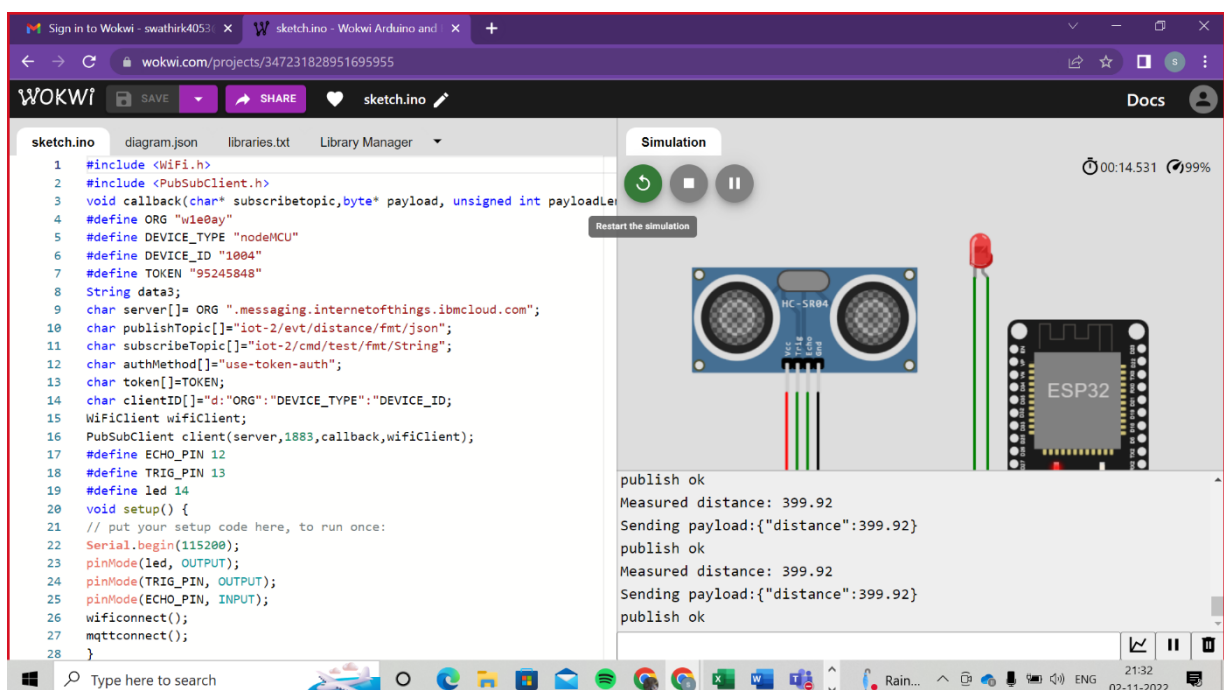 Sign in to Wokwi - swathirk4053
sketch.ino - Wokwi Arduino and
wokwi.com/projects/347231828951695955
S
WOKWI
SAVE
SHARE
sketch.ino
Docs
sketch.ino
diagram.json
libraries.txt
Library Manager
1 #include <WiFi.h>
2 #include <PubSubClient.h>
3 void callback(char* subscribetopic,byte* payload, unsigned int payloadLe
4 #define ORG "w1e0ay"
5 #define DEVICE_TYPE "nodeMCU"
6 #define DEVICE_ID "1004"
7 #define TOKEN "95245848"
8 String data3;
9 char server[]= ORG ".messaging.internetofthings.ibmcloud.com";
10 char publishTopic[]="iot-2/evt/distance/fmt/json";
11 char subscribeTopic[]="iot-2/cmd/test/fmt/String";
12 char authMethod[]="use-token-auth";
13 char token[]=TOKEN;
14 char clientID[]="d:"ORG":"DEVICE_TYPE":"DEVICE_ID;
15 WiFiClient wifiClient;
16 PubSubClient client(server,1883,callback,wifiClient);
17 #define ECHO_PIN 12
18 #define TRIG_PIN 13
19 #define led 14
20 void setup() {
21 // put your setup code here, to run once:
22 Serial.begin(115200);
23 pinMode(led, OUTPUT);
24 pinMode(TRIG_PIN, OUTPUT);
25 pinMode(ECHO_PIN, INPUT);
26 wificonnect();
27 mqttconnect();
28 }
Simulation
00:14.531
99%
Restart the simulation
HC-SR04
Vcc
Trig
Echo
Gnd
ESP32
publish ok
Measured distance: 399.92
Sending payload:{"distance":399.92}
publish ok
Measured distance: 399.92
Sending payload:{"distance":399.92}
publish ok
Type here to search
Rain...
ENG
21:32
02-11-2022